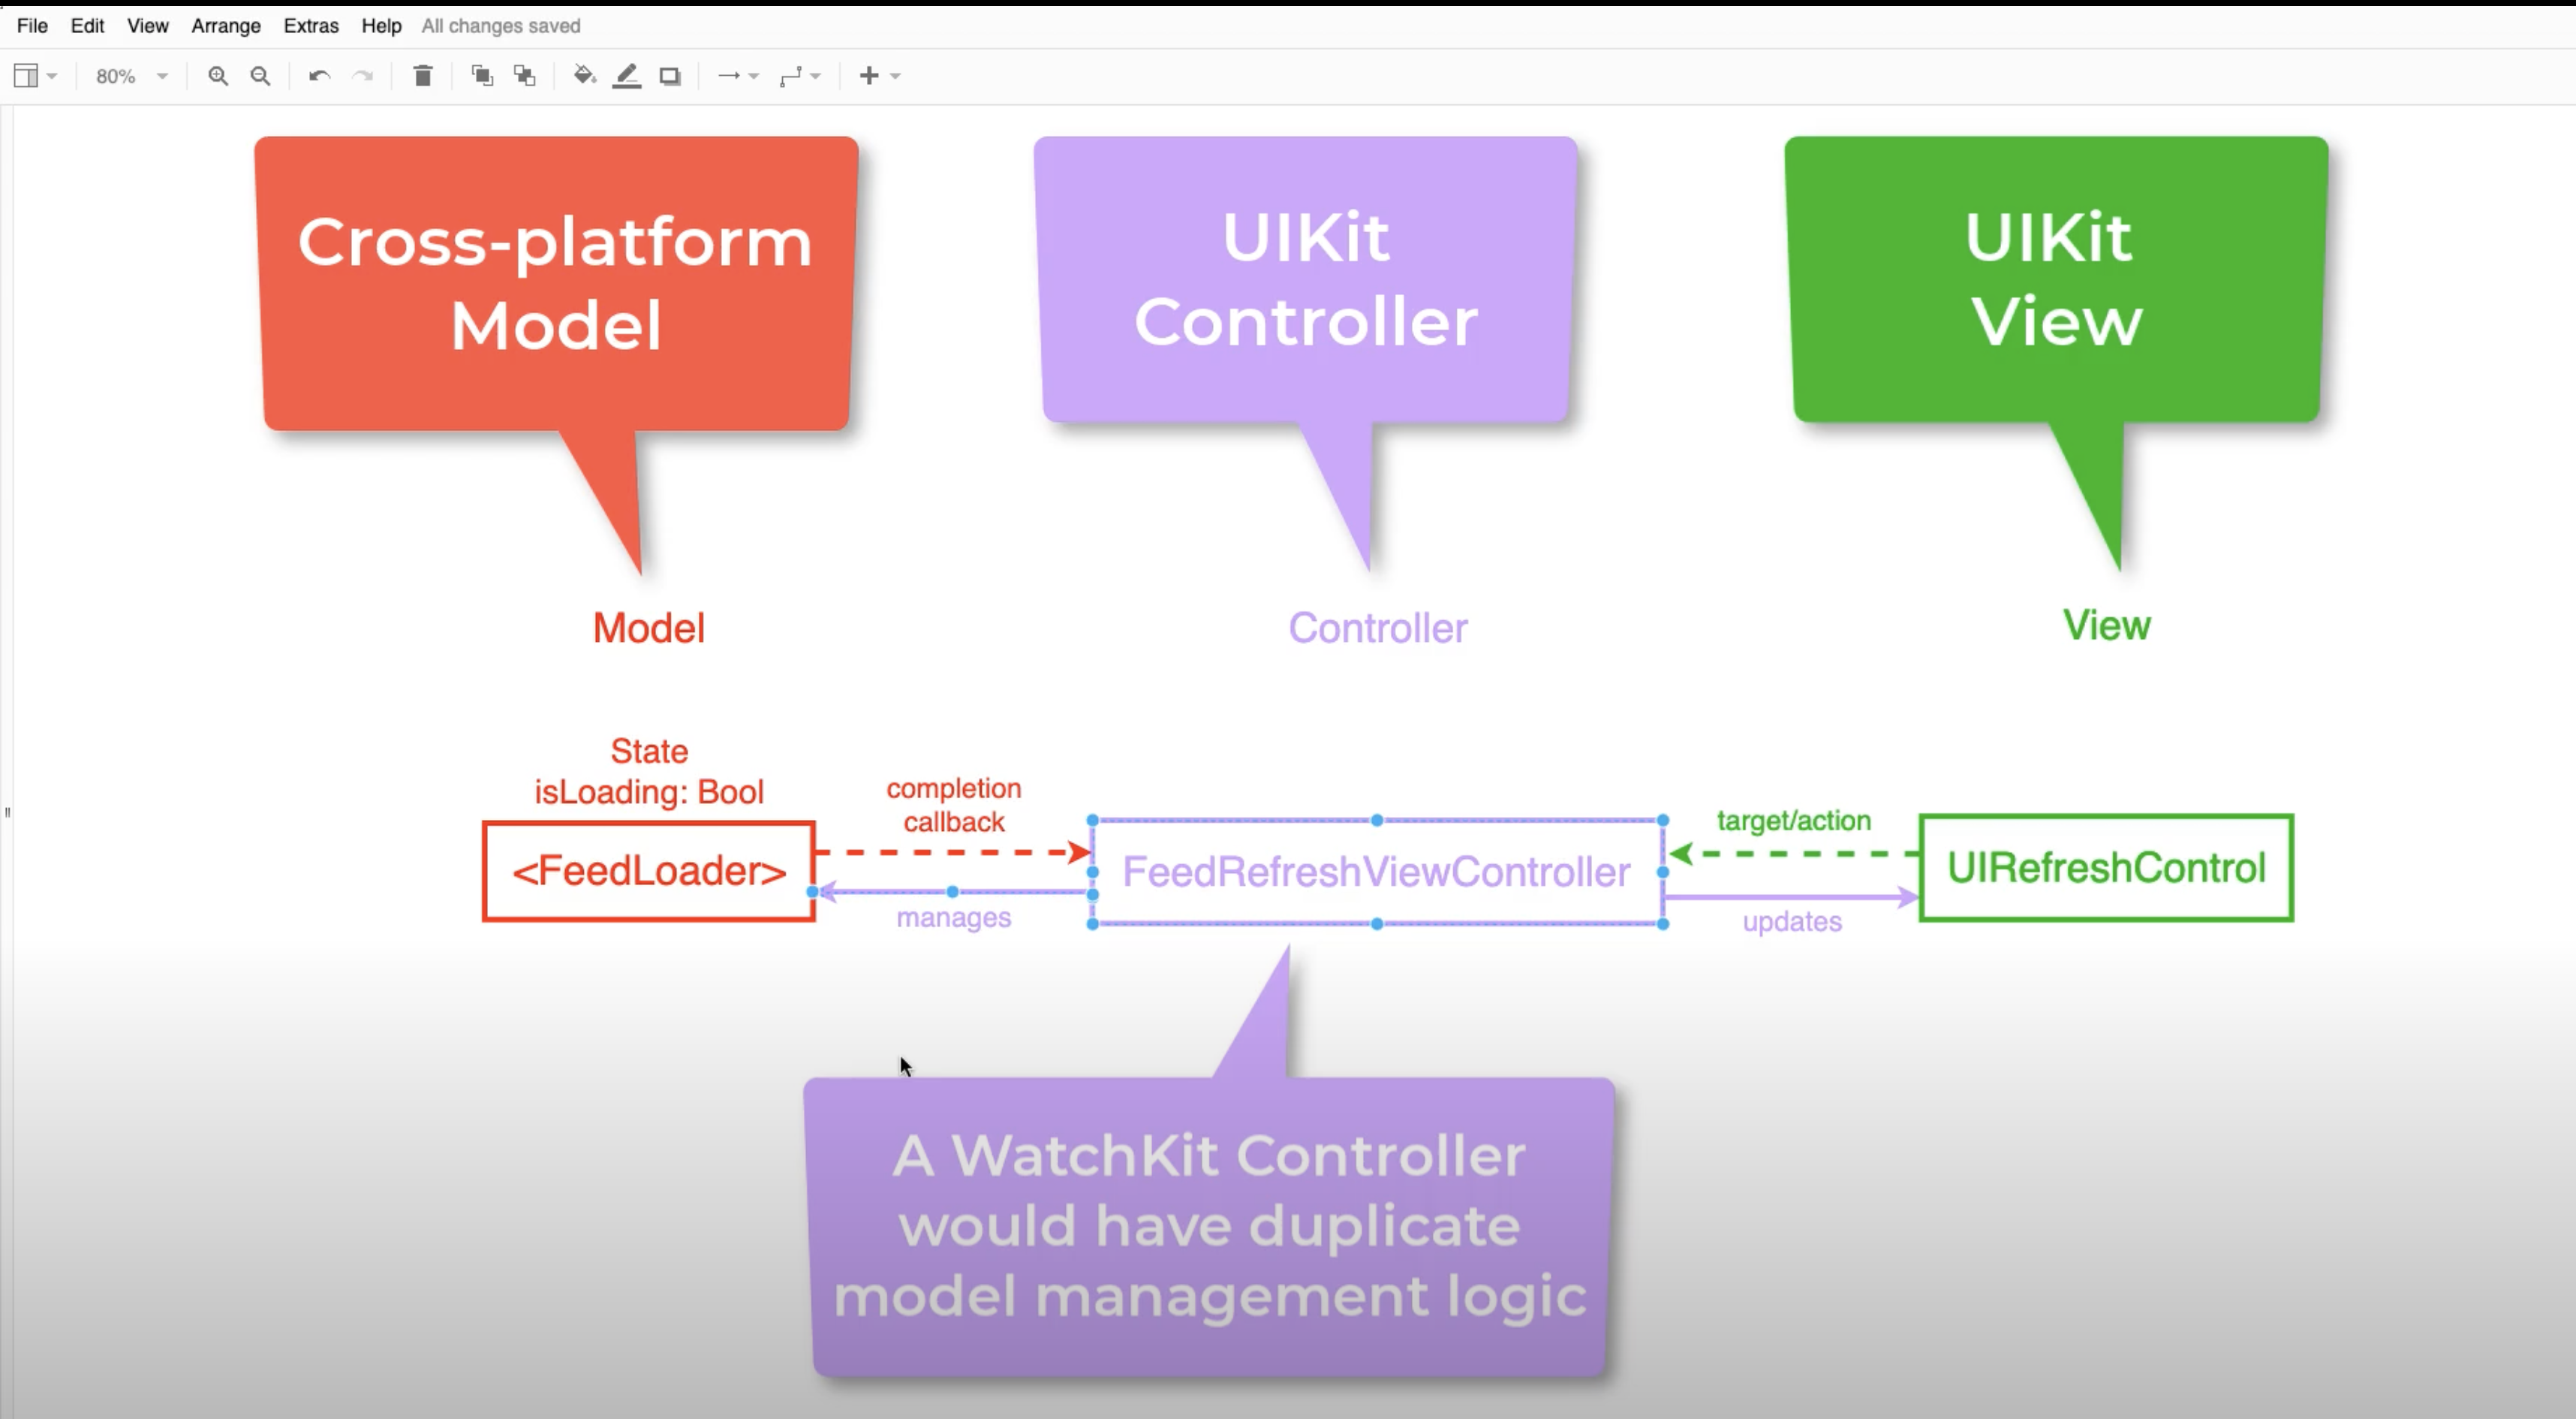 File Edit View Arrange Extras Help All changes saved
80%
Cross-platform
Model
UIKit
Controller
UIKit
View
Model
Controller
View
State
isLoading: Bool
<FeedLoader>
completion
callback
manages
FeedRefreshViewController
target/action
updates
UIRefreshControl
A WatchKit Controller
would have duplicate
model management logic